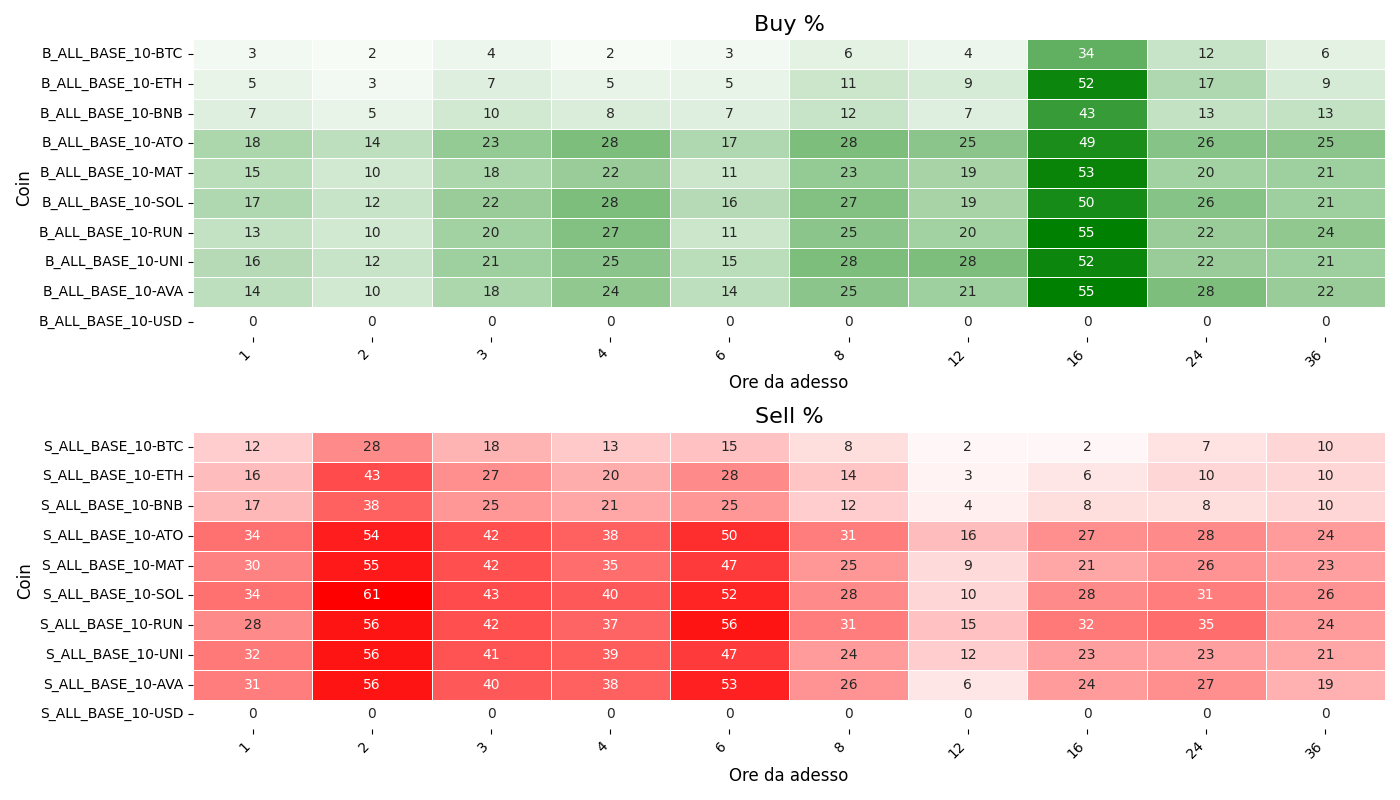 Buy %
Coin
B_ALL_BASE_10-BTC 3 2 4 2 3 6 4 34 12 6
B_ALL_BASE_10-ETH 5 3 7 5 5 11 9 52 17 9
B_ALL_BASE_10-BNB 7 5 10 8 7 12 7 43 13 13
B_ALL_BASE_10-ATO 18 14 23 28 17 28 25 49 26 25
B_ALL_BASE_10-MAT 15 10 18 22 11 23 19 53 20 21
B_ALL_BASE_10-SOL 17 12 22 28 16 27 19 50 26 21
B_ALL_BASE_10-RUN 13 10 20 27 11 25 20 55 22 24
B_ALL_BASE_10-UNI 16 12 21 25 15 28 28 52 22 21
B_ALL_BASE_10-AVA 14 10 18 24 14 25 21 55 28 22
B_ALL_BASE_10-USD 0 0 0 0 0 0 0 0 0 0
1 2 3 4 6 8 12 16 24 36
Ore da adesso
Sell %
Coin
S_ALL_BASE_10-BTC 12 28 18 13 15 8 2 2 7 10
S_ALL_BASE_10-ETH 16 43 27 20 28 14 3 6 10 10
S_ALL_BASE_10-BNB 17 38 25 21 25 12 4 8 8 10
S_ALL_BASE_10-ATO 34 54 42 38 50 31 16 27 28 24
S_ALL_BASE_10-MAT 30 55 42 35 47 25 9 21 26 23
S_ALL_BASE_10-SOL 34 61 43 40 52 28 10 28 31 26
S_ALL_BASE_10-RUN 28 56 42 37 56 31 15 32 35 24
S_ALL_BASE_10-UNI 32 56 41 39 47 24 12 23 23 21
S_ALL_BASE_10-AVA 31 56 40 38 53 26 6 24 27 19
S_ALL_BASE_10-USD 0 0 0 0 0 0 0 0 0 0
1 2 3 4 6 8 12 16 24 36
Ore da adesso